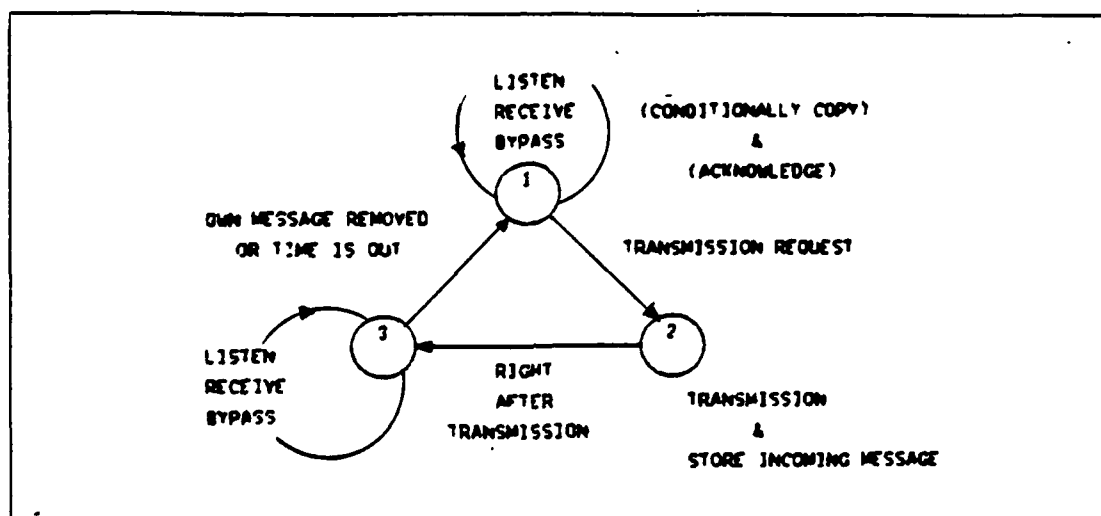 LISTEN
RECEIVE
BYPASS
(CONDITIONALLY COPY)
&
(ACKNOWLEDGE)
1
OWN MESSAGE REMOVED
OR TIME IS OUT
TRANSMISSION REQUEST
3
2
LISTEN
RECEIVE
BYPASS
RIGHT
AFTER
TRANSMISSION
TRANSMISSION
&
STORE INCOMING MESSAGE